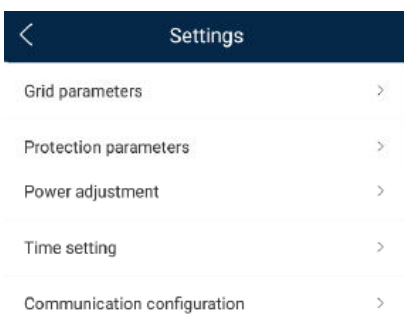 Settings
Grid parameters
Protection parameters
Power adjustment
Time setting
Communication configuration